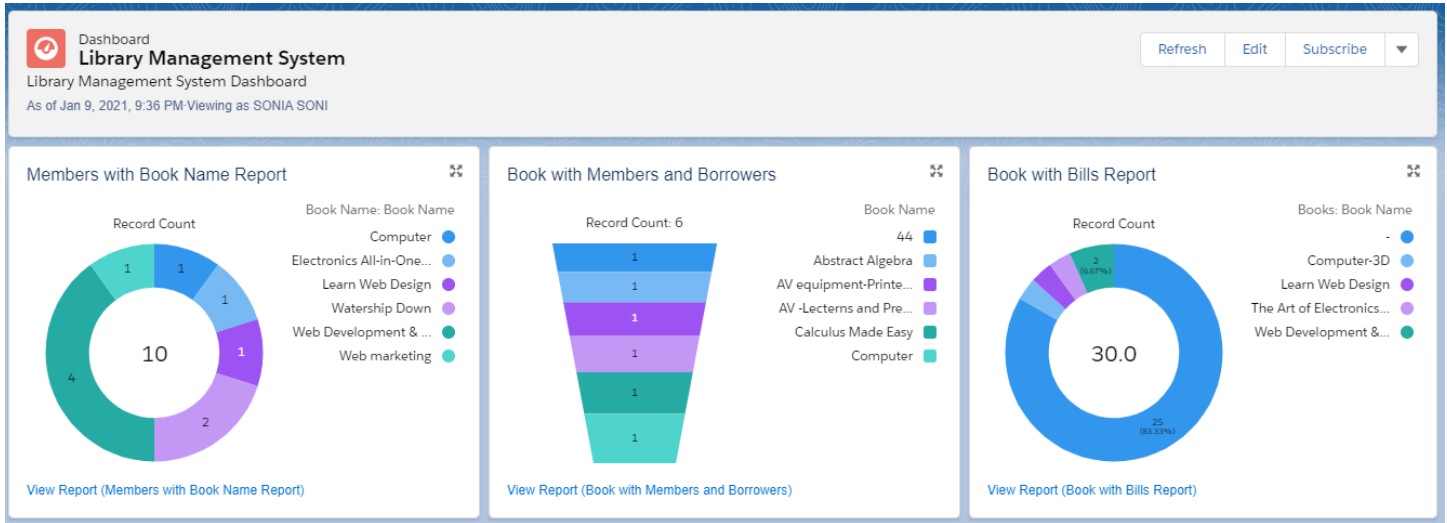 Dashboard
Library Management System
Library Management System Dashboard
As of Jan 9, 2021, 9:36 PM·Viewing as SONIA SONI
Refresh
Edit
Subscribe
Members with Book Name Report
Record Count
Book Name: Book Name
Computer
Electronics All-in-One...
Learn Web Design
Watership Down
Web Development & ...
Web marketing
1
1
1
1
2
4
10
View Report (Members with Book Name Report)
Book with Members and Borrowers
Record Count: 6
Book Name
44
Abstract Algebra
AV equipment-Printe...
AV -Lecterns and Pre...
Calculus Made Easy
Computer
1
1
1
1
1
1
View Report (Book with Members and Borrowers)
Book with Bills Report
Record Count
Books: Book Name
-
Computer-3D
Learn Web Design
The Art of Electronics...
Web Development &...
2
(6.67%)
30.0
25
(83.33%)
View Report (Book with Bills Report)